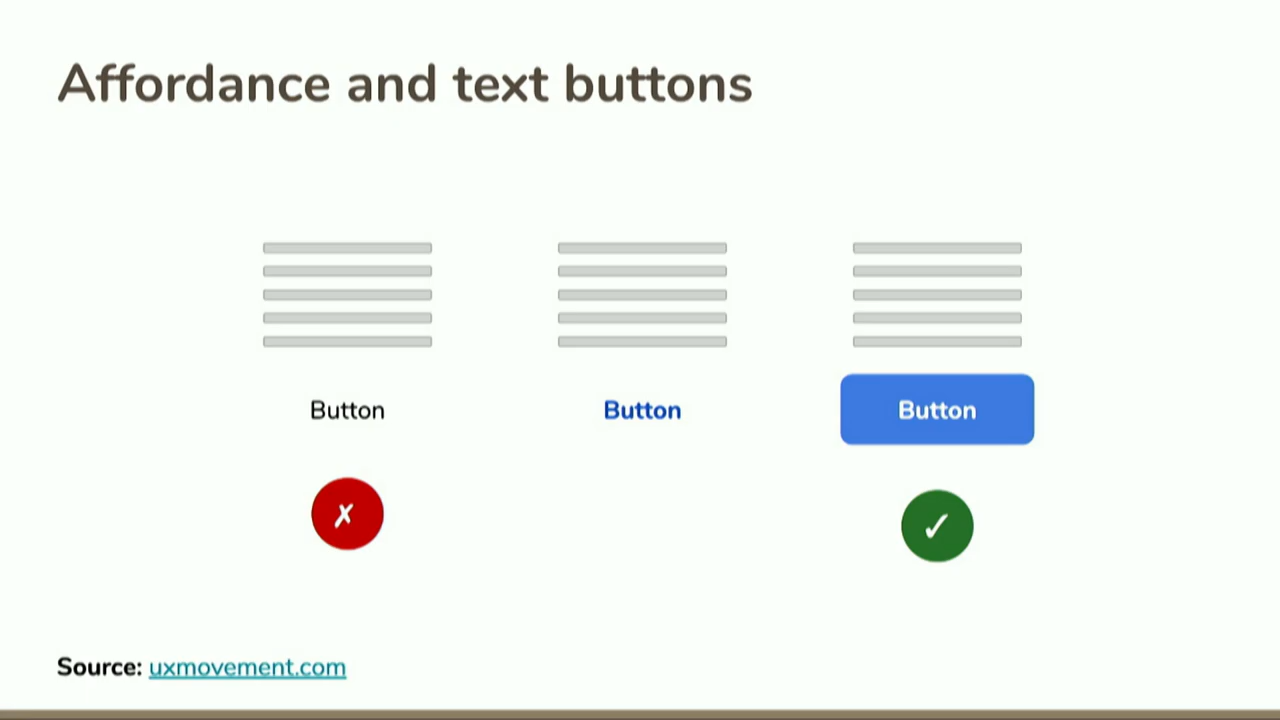 Affordance and text buttons
Button
Button
Button
✗
✓
Source: uxmovement.com